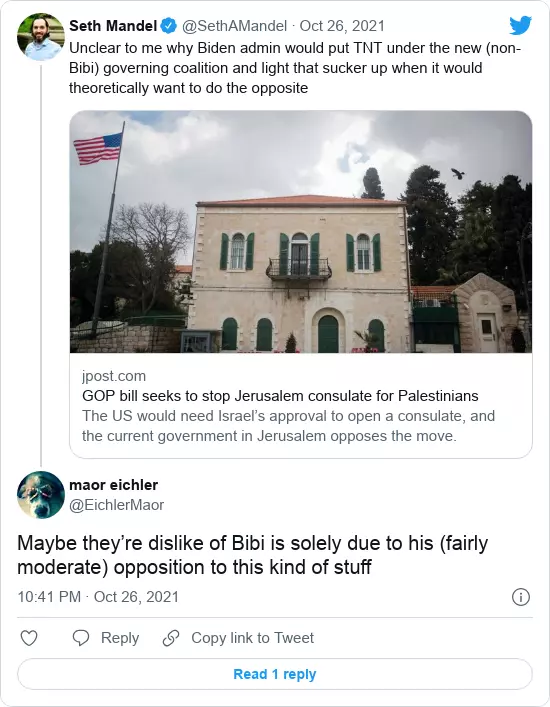 Seth Mandel @SethAMandel · Oct 26, 2021
Unclear to me why Biden admin would put TNT under the new (non-
Bibi) governing coalition and light that sucker up when it would
theoretically want to do the opposite
jpost.com
GOP bill seeks to stop Jerusalem consulate for Palestinians
The US would need Israel's approval to open a consulate, and
the current government in Jerusalem opposes the move.
maor eichler
@EichlerMaor
Maybe they're dislike of Bibi is solely due to his (fairly
moderate) opposition to this kind of stuff
10:41 PM · Oct 26, 2021
Reply Copy link to Tweet
Read 1 reply